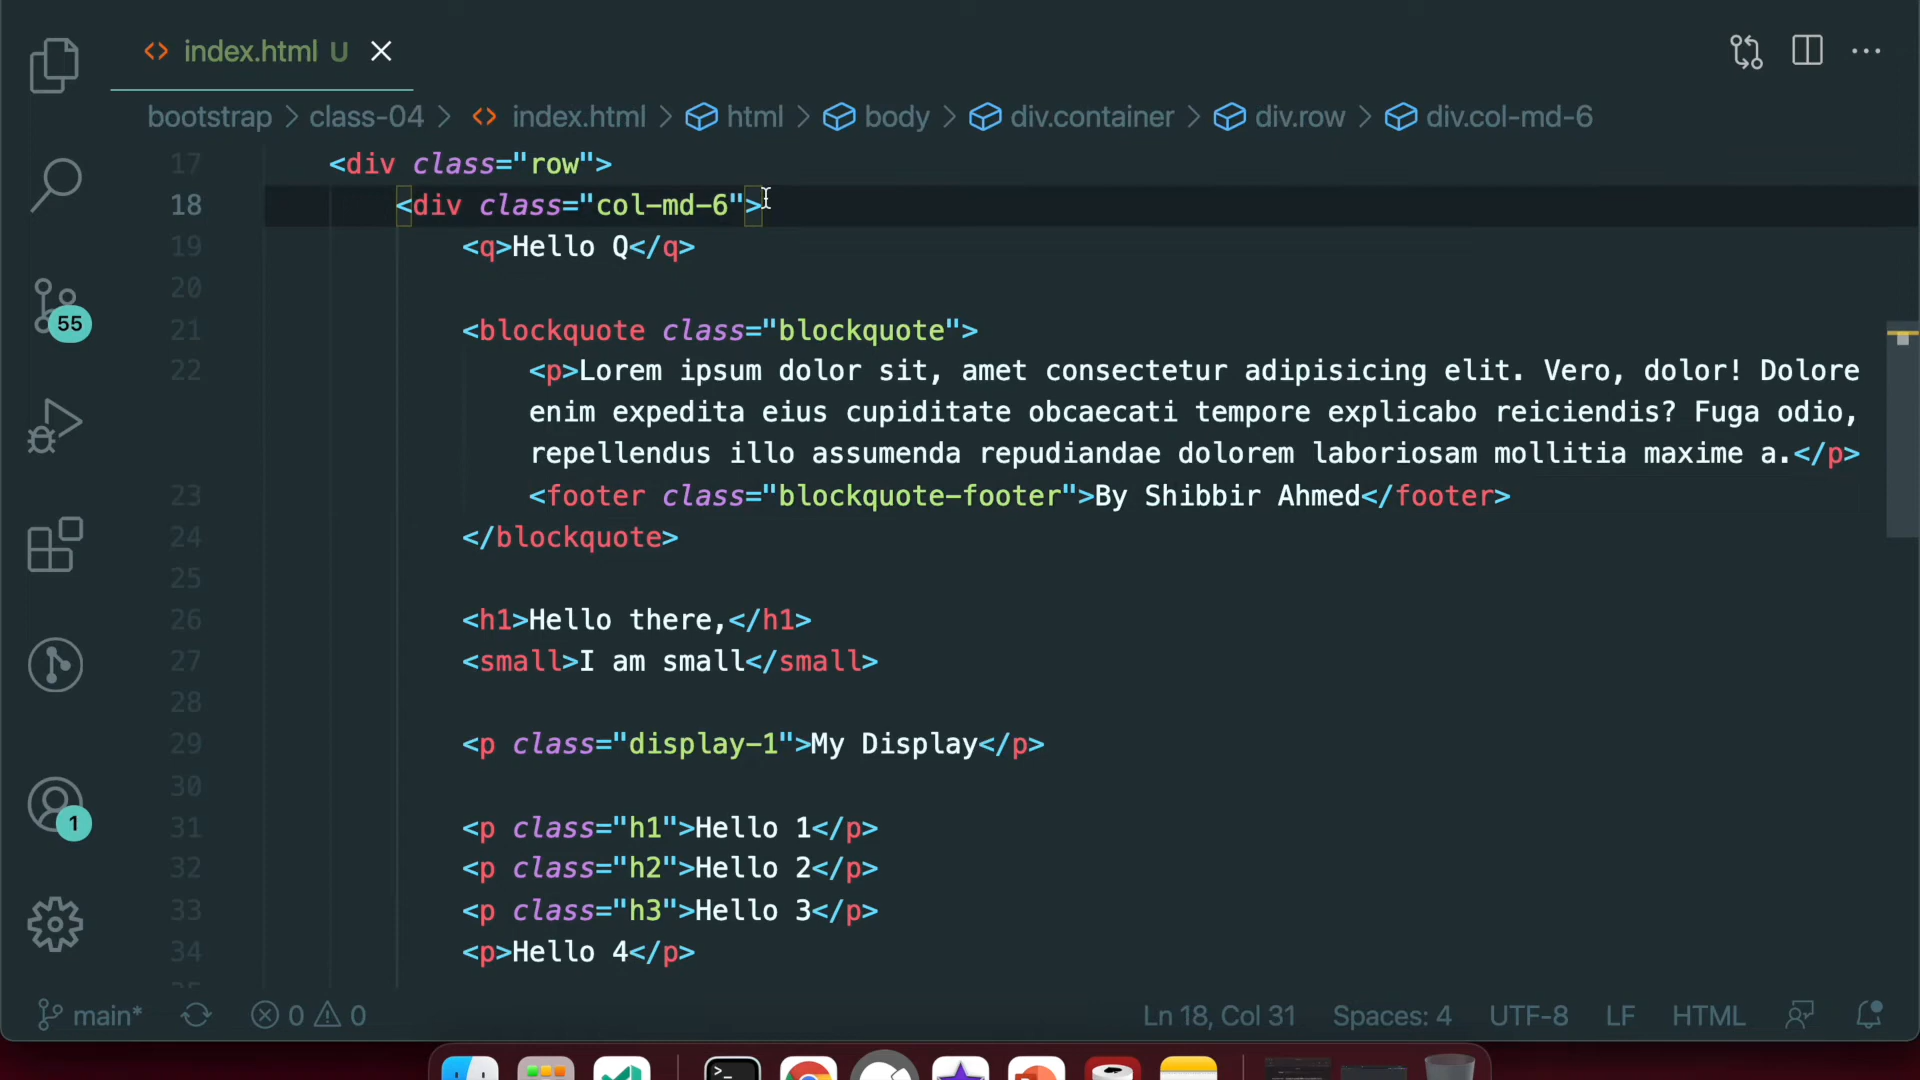 index.html U
bootstrap > class-04 > index.html > html > body > div.container > div.row > div.col-md-6
17 <div class="row">
18 <div class="col-md-6">
19 <q>Hello Q</q>
20
21 <blockquote class="blockquote">
22 <p>Lorem ipsum dolor sit, amet consectetur adipisicing elit. Vero, dolor! Dolore
enim expedita eius cupiditate obcaecati tempore explicabo reiciendis? Fuga odio,
repellendus illo assumenda repudiandae dolorem laboriosam mollitia maxime a.</p>
23 <footer class="blockquote-footer">By Shibbir Ahmed</footer>
24 </blockquote>
25
26 <h1>Hello there,</h1>
27 <small>I am small</small>
28
29 <p class="display-1">My Display</p>
30
31 <p class="h1">Hello 1</p>
32 <p class="h2">Hello 2</p>
33 <p class="h3">Hello 3</p>
34 <p>Hello 4</p>
55
1
main* 0 0 Ln 18, Col 31 Spaces: 4 UTF-8 LF HTML